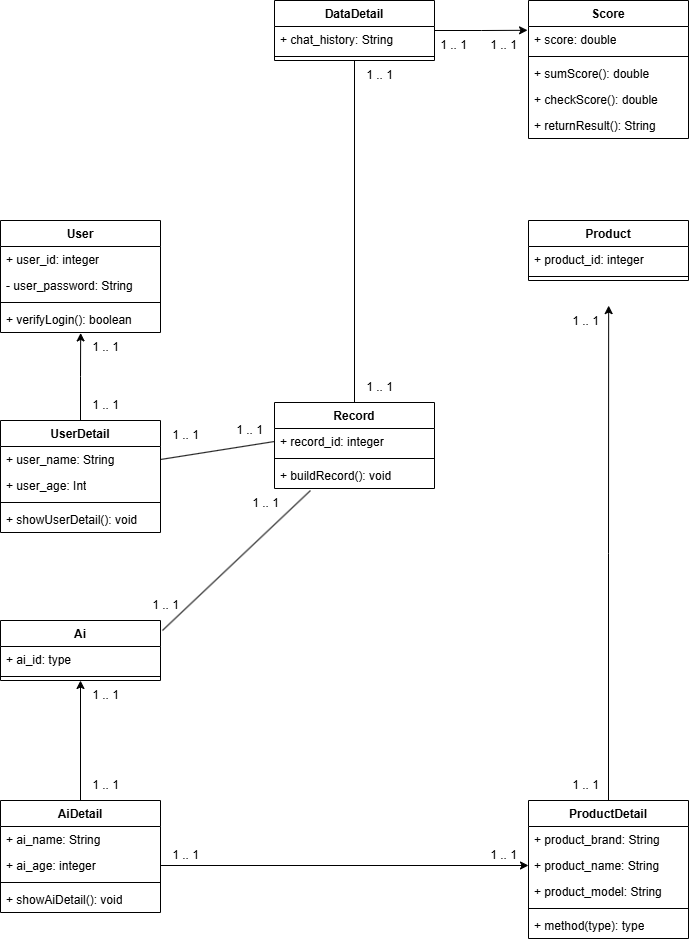 DataDetail
+ chat_history: String
1 .. 1
1 .. 1
Score
+ score: double
+ sumScore(): double
+ checkScore(): double
+ returnResult(): String
1 .. 1
User
+ user_id: integer
- user_password: String
+ verifyLogin(): boolean
Product
+ product_id: integer
1 .. 1
1 .. 1
1 .. 1
1 .. 1
UserDetail
+ user_name: String
+ user_age: Int
+ showUserDetail(): void
1 .. 1
1 .. 1
Record
+ record_id: integer
+ buildRecord(): void
1 .. 1
1 .. 1
Ai
+ ai_id: type
1 .. 1
1 .. 1
1 .. 1
AiDetail
+ ai_name: String
+ ai_age: integer
+ showAiDetail(): void
1 .. 1
1 .. 1
ProductDetail
+ product_brand: String
+ product_name: String
+ product_model: String
+ method(type): type